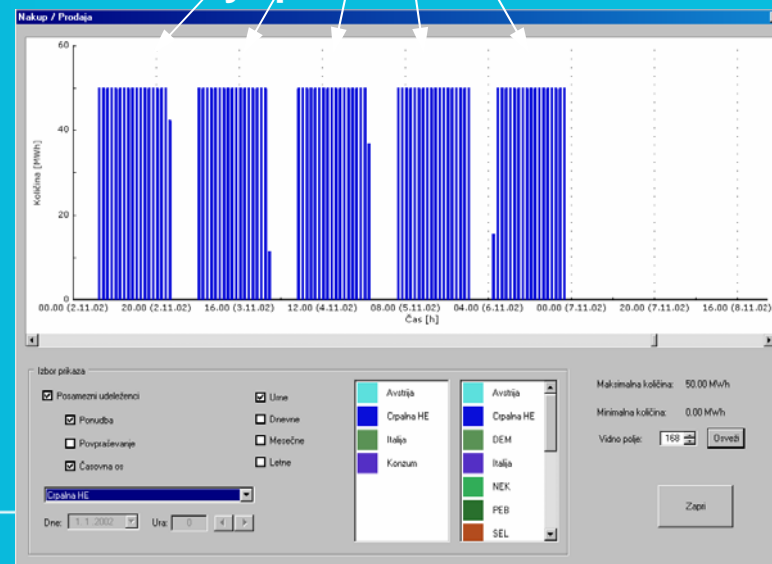 Nakup / Prodaja
60
40
20
0
Količina [MWh]
00.00 (2.11.02) 20.00 (2.11.02) 16.00 (3.11.02) 12.00 (4.11.02) 08.00 (5.11.02) 04.00 (6.11.02) 00.00 (7.11.02) 20.00 (7.11.02) 16.00 (8.11.02)
Čas [h]
Izbor prikaza
Posamezni udeleženci
Ponudba
Povpraševanje
Časovna os
Crpalna HE
Dne: 1. 1. 2002 Ura: 0
Urne
Dnevne
Mesečne
Letne
Avstrija
Crpalna HE
Italija
Konzum
Avstrija
Crpalna HE
DEM
Italija
NEK
PEB
SEL
Maksimalna količina: 50.00 MWh
Minimalna količina: 0.00 MWh
Vidno polje: 168 Osveži
Zapri